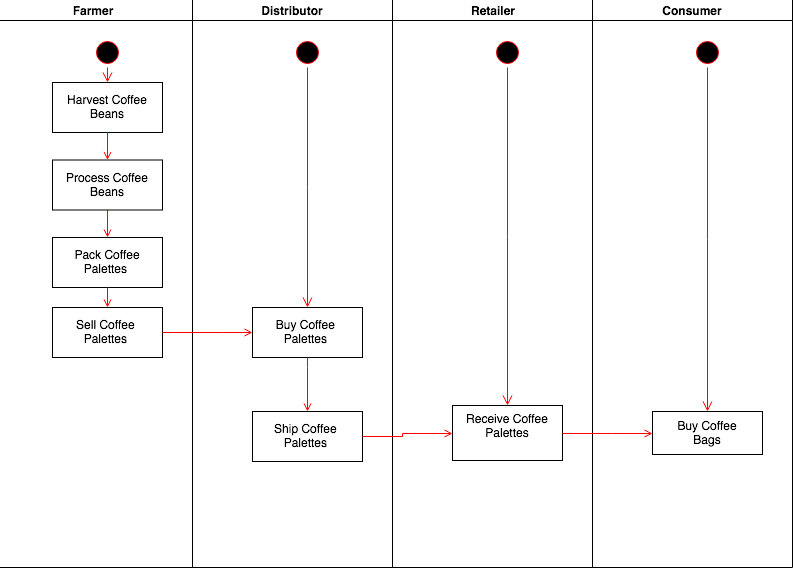 Farmer
Distributor
Retailer
Consumer
Harvest Coffee
Beans
Process Coffee
Beans
Pack Coffee
Palettes
Sell Coffee
Palettes
Buy Coffee
Palettes
Ship Coffee
Palettes
Receive Coffee
Palettes
Buy Coffee
Bags